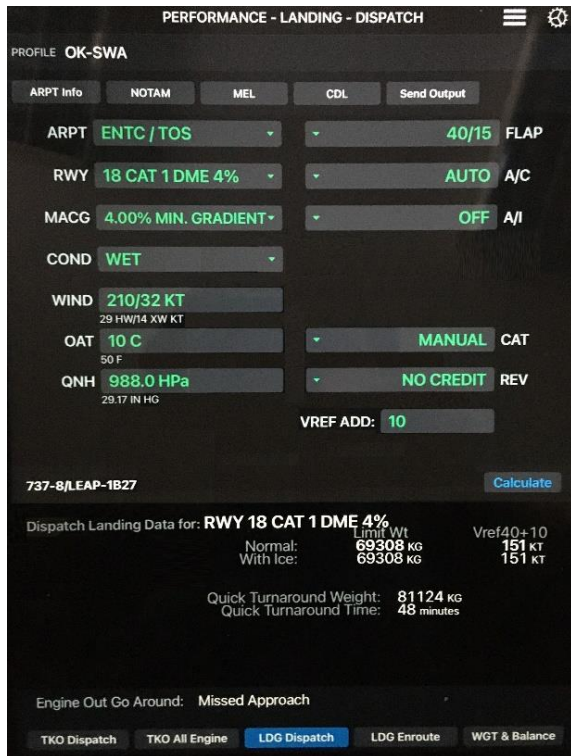 PERFORMANCE - LANDING - DISPATCH
PROFILE OK-SWA
ARPT Info NOTAM MEL CDL Send Output
ARPT ENTC / TOS 40/15 FLAP
RWY 18 CAT 1 DME 4% AUTO A/C
MACG 4.00% MIN. GRADIENT OFF A/I
COND WET
WIND 210/32 KT
29 HW/14 XW KT
OAT 10 C MANUAL CAT
50 F
QNH 988.0 HPa NO CREDIT REV
29.17 IN HG
VREF ADD: 10
737-8/LEAP-1B27 Calculate
Dispatch Landing Data for: RWY 18 CAT 1 DME 4%
Limit Wt Vref40+10
Normal: 69308 KG 151 KT
With Ice: 69308 KG 151 KT
Quick Turnaround Weight: 81124 KG
Quick Turnaround Time: 48 minutes
Engine Out Go Around: Missed Approach
TKO Dispatch TKO All Engine LDG Dispatch LDG Enroute WGT & Balance